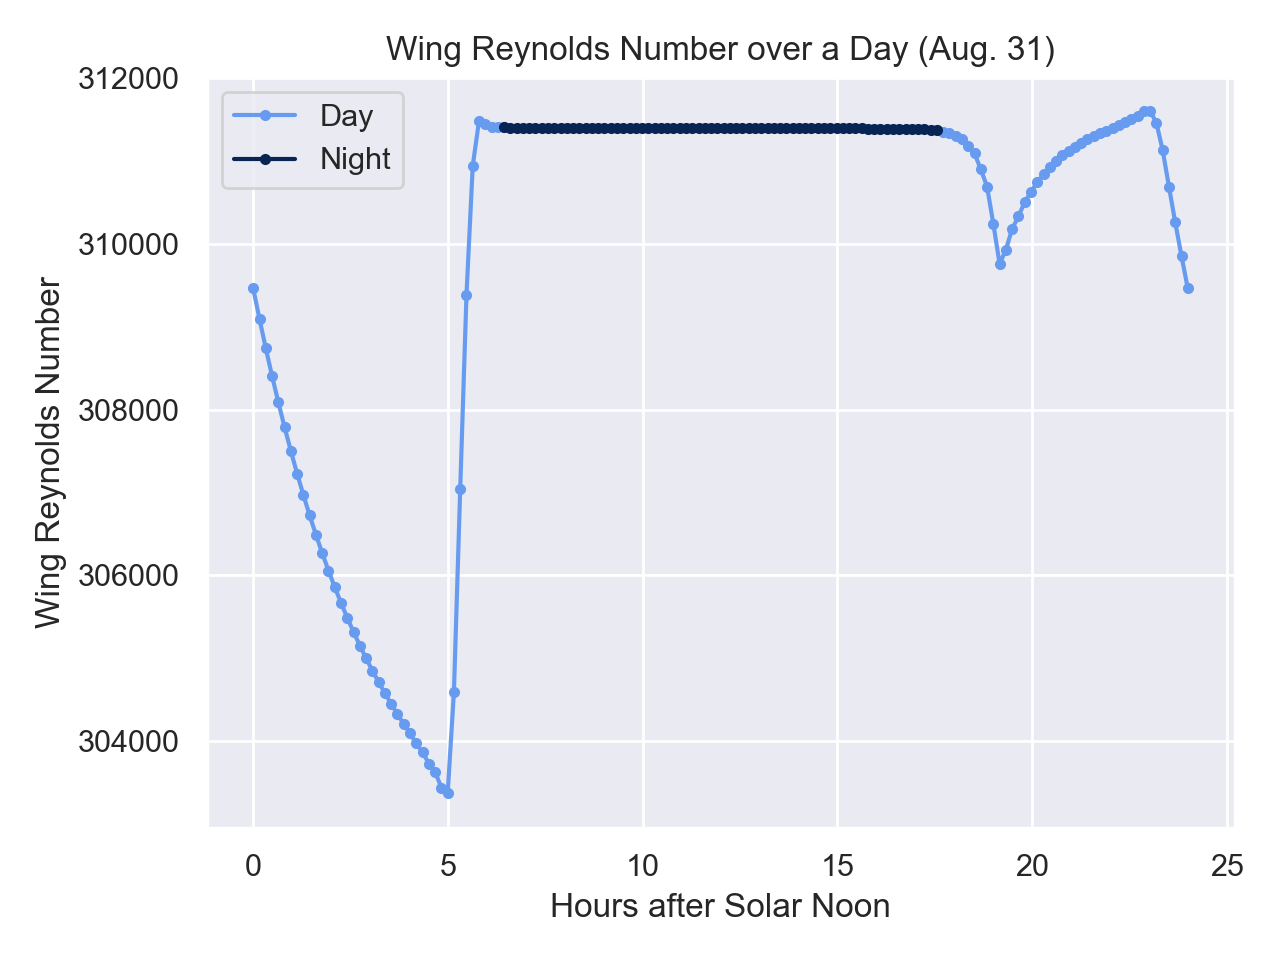 Wing Reynolds Number over a Day (Aug. 31)
312000
310000
308000
306000
304000
Wing Reynolds Number
Day
Night
0 5 10 15 20 25
Hours after Solar Noon